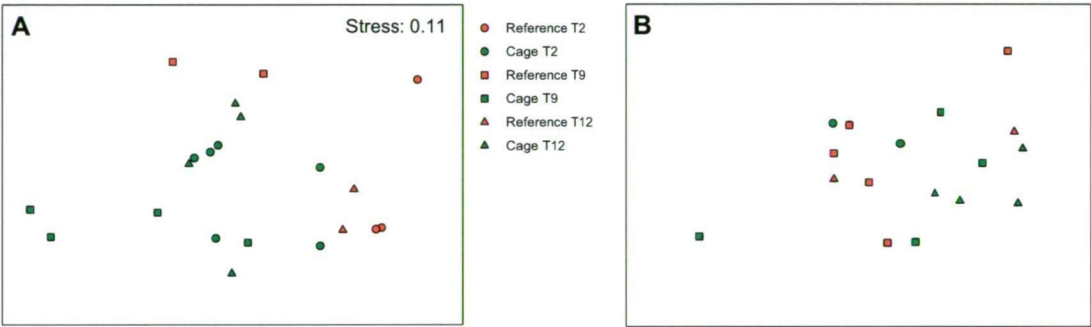 A
Stress: 0.11
Reference T2
Cage T2
Reference T9
Cage T9
Reference T12
Cage T12
B